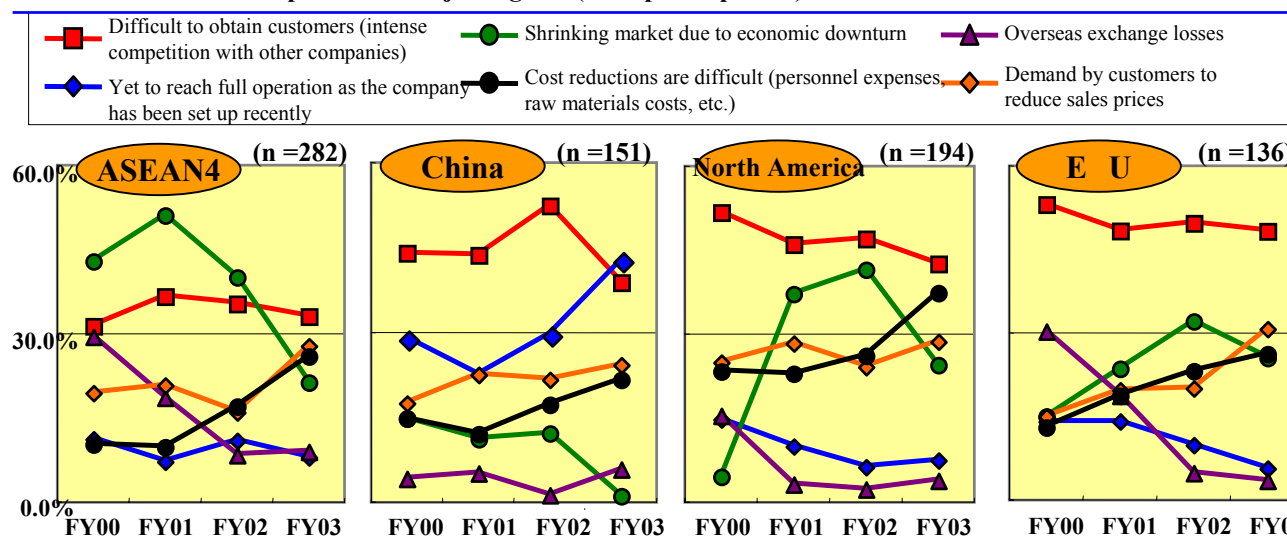 Difficult to obtain customers (intense
competition with other companies)
Shrinking market due to economic downturn
Overseas exchange losses
Yet to reach full operation as the company
has been set up recently
Cost reductions are difficult (personnel expenses,
raw materials costs, etc.)
Demand by customers to
reduce sales prices
ASEAN4 (n =282)
China (n =151)
North America (n =194)
E U (n =136)
60.0%
30.0%
0.0%
FY00 FY01 FY02 FY03
FY00 FY01 FY02 FY03
FY00 FY01 FY02 FY03
FY00 FY01 FY02